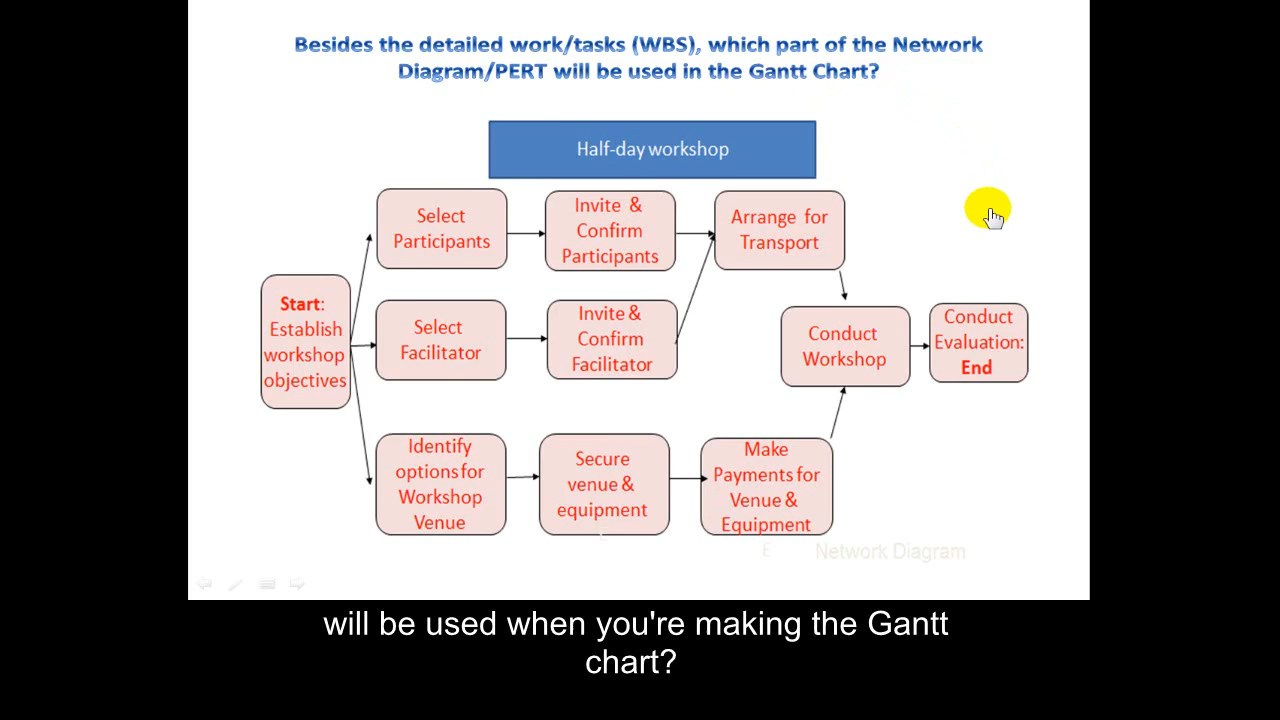 Besides the detailed work/tasks (WBS), which part of the Network
Diagram/PERT will be used in the Gantt Chart?
Half-day workshop
Select
Participants
Invite &
Confirm
Participants
Arrange for
Transport
Start:
Establish
workshop
objectives
Select
Facilitator
Invite &
Confirm
Facilitator
Conduct
Workshop
Conduct
Evaluation:
End
Identify
options for
Workshop
Venue
Secure
venue &
equipment
Make
Payments for
Venue &
Equipment
E
Network Diagram
will be used when you're making the Gantt
chart?